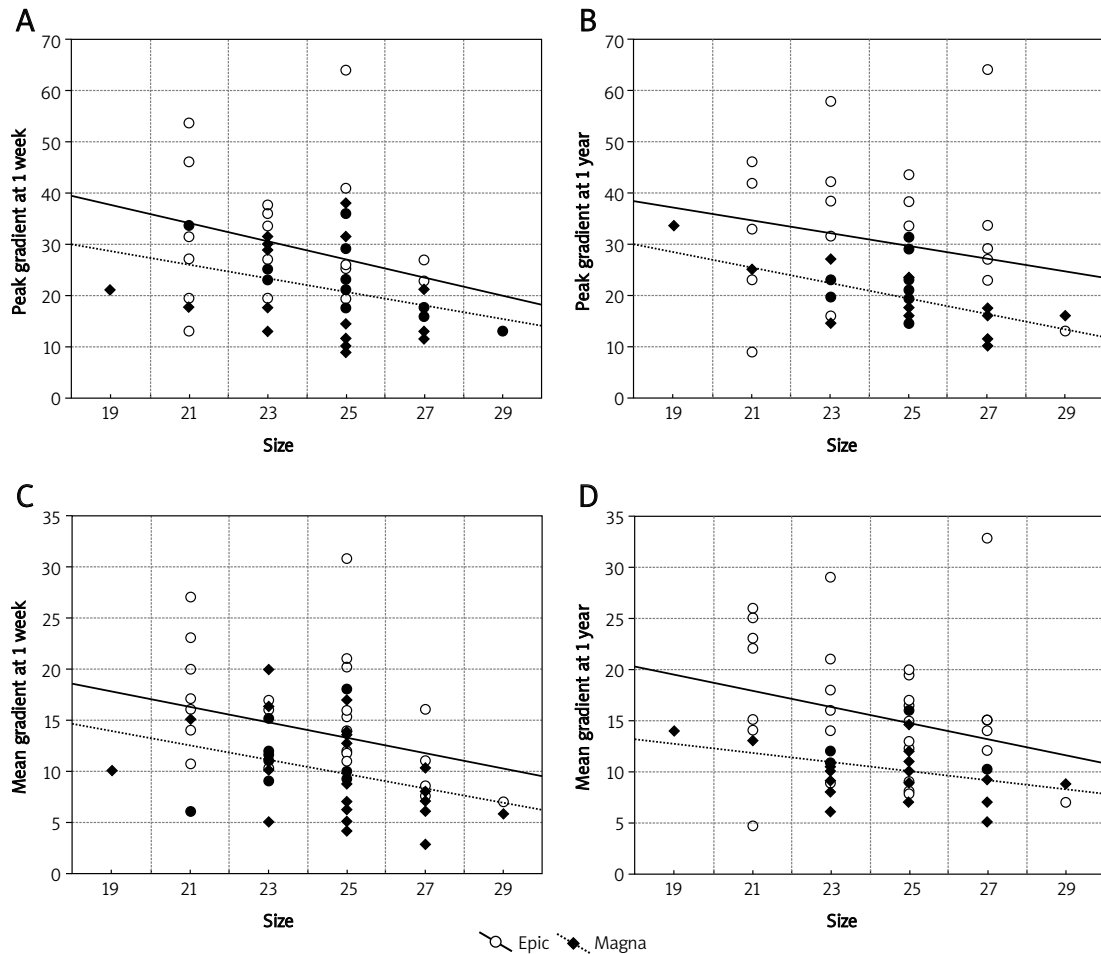 A
Peak gradient at 1 week
70
60
50
40
30
20
10
0
19 21 23 25 27 29
Size
B
Peak gradient at 1 year
70
60
50
40
30
20
10
0
19 21 23 25 27 29
Size
C
Mean gradient at 1 week
35
30
25
20
15
10
5
0
19 21 23 25 27 29
Size
D
Mean gradient at 1 year
35
30
25
20
15
10
5
0
19 21 23 25 27 29
Size
Epic Magna